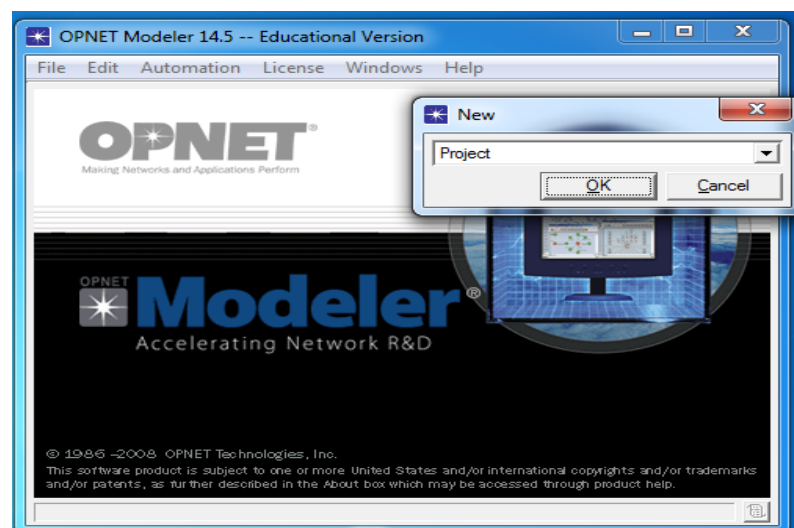 OPNET Modeler 14.5 -- Educational Version
File Edit Automation License Windows Help
New
Project
OK Cancel
OPNET®
Making Networks and Applications Perform
OPNET
Modeler®
Accelerating Network R&D
© 1986-2008 OPNET Technologies, Inc.
This software product is subject to one or more United States and/or international copyrights and/or trademarks
and/or patents, as further described in the About box which may be accessed through product help.